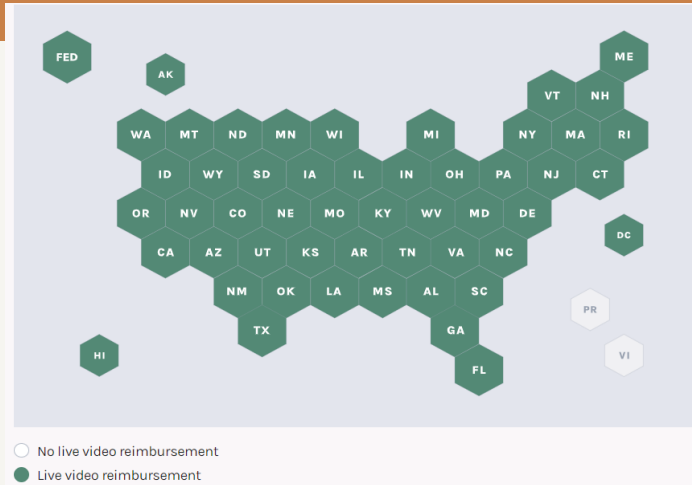 FED
ME
AK
VT NH
WA MT ND MN WI MI NY MA RI
ID WY SD IA IL IN OH PA NJ CT
OR NV CO NE MO KY WV MD DE
DC
CA AZ UT KS AR TN VA NC
NM OK LA MS AL SC
PR
TX GA
HI VI
FL
No live video reimbursement
Live video reimbursement